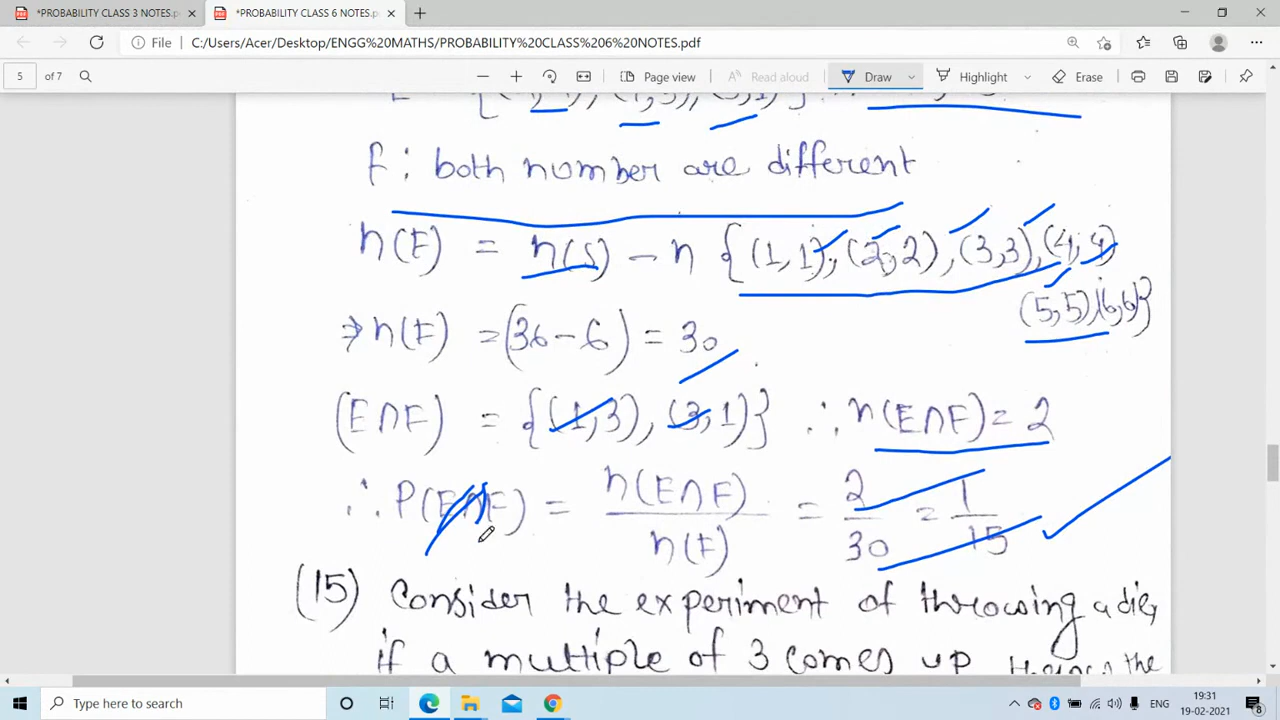 *PROBABILITY CLASS 3 NOTES.p
*PROBABILITY CLASS 6 NOTES.p
File
C:/Users/Acer/Desktop/ENGG%20MATHS/PROBABILITY%20CLASS%206%20NOTES.pdf
5 of 7
Page view
Read aloud
Draw
Highlight
Erase
F : both number are different
n(F) = n(S) - n {(1,1), (2,2), (3,3), (4,4)
(5,5), (6,6)}
⇒ n(F) = (36-6) = 30
(E∩F) = {(1,3), (3,1)} ∴ n(E∩F) = 2
∴ P(E∩F) = n(E∩F)/n(F) = 2/30 = 1/15
(15) Consider the experiment of throwing a die,
if a multiple of 3 comes up the
Type here to search
ENG
19:31
19-02-2021
8